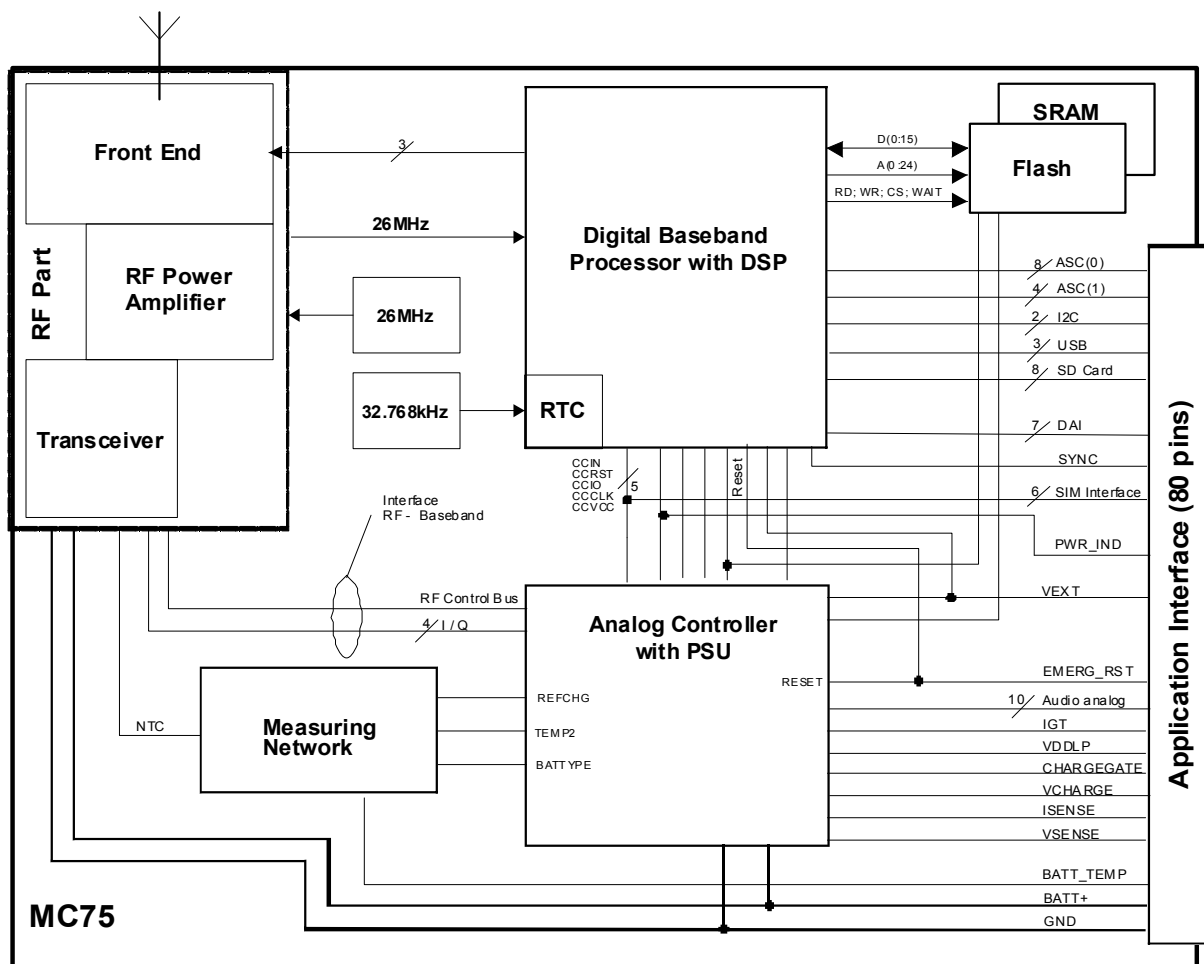 Front End
RF Part
RF Power
Amplifier
Transceiver
3
26MHz
26MHz
32.768kHz
RTC
Digital Baseband
Processor with DSP
SRAM
Flash
D(0:15)
A(0:24)
RD; WR; CS; WAIT
8 ASC(0)
4 ASC(1)
2 I2C
3 USB
8 SD Card
7 DAI
SYNC
6 SIM Interface
PWR_IND
VEXT
EMERG_RST
10 Audio analog
IGT
VDDLP
CHARGEGATE
VCHARGE
ISENSE
VSENSE
BATT_TEMP
BATT+
GND
Application Interface (80 pins)
CCIN
CCRST
CCIO
CCCLK
CCVCC
5
Reset
Interface
RF - Baseband
RF Control Bus
4 I / Q
Analog Controller
with PSU
RESET
REFCHG
TEMP2
BATTYPE
Measuring
Network
NTC
MC75